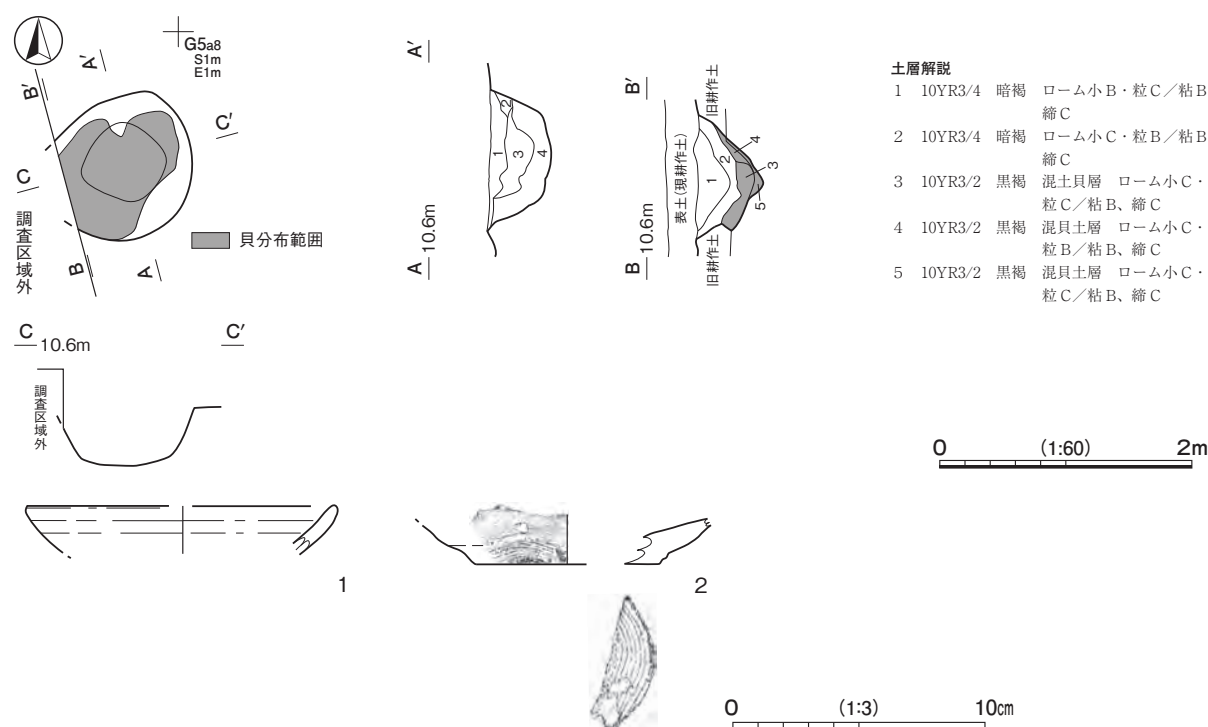 G5a8
S1m
E1m
A′
B′
C′
C
調査区域外
B
A
貝分布範囲
A′
1
2
3
4
A 10.6m
B′
旧耕作土
表土(現耕作土)
1
2
3
4
5
旧耕作土
B 10.6m
土層解説
1 10YR3/4 暗褐 ローム小B・粒C/粘B
締C
2 10YR3/4 暗褐 ローム小C・粒B/粘B
締C
3 10YR3/2 黒褐 混土貝層 ローム小C・
粒C/粘B、締C
4 10YR3/2 黒褐 混貝土層 ローム小C・
粒B/粘B、締C
5 10YR3/2 黒褐 混貝土層 ローム小C・
粒C/粘B、締C
C 10.6m C′
調査区域外
0 (1:60) 2m
1
2
0 (1:3) 10cm